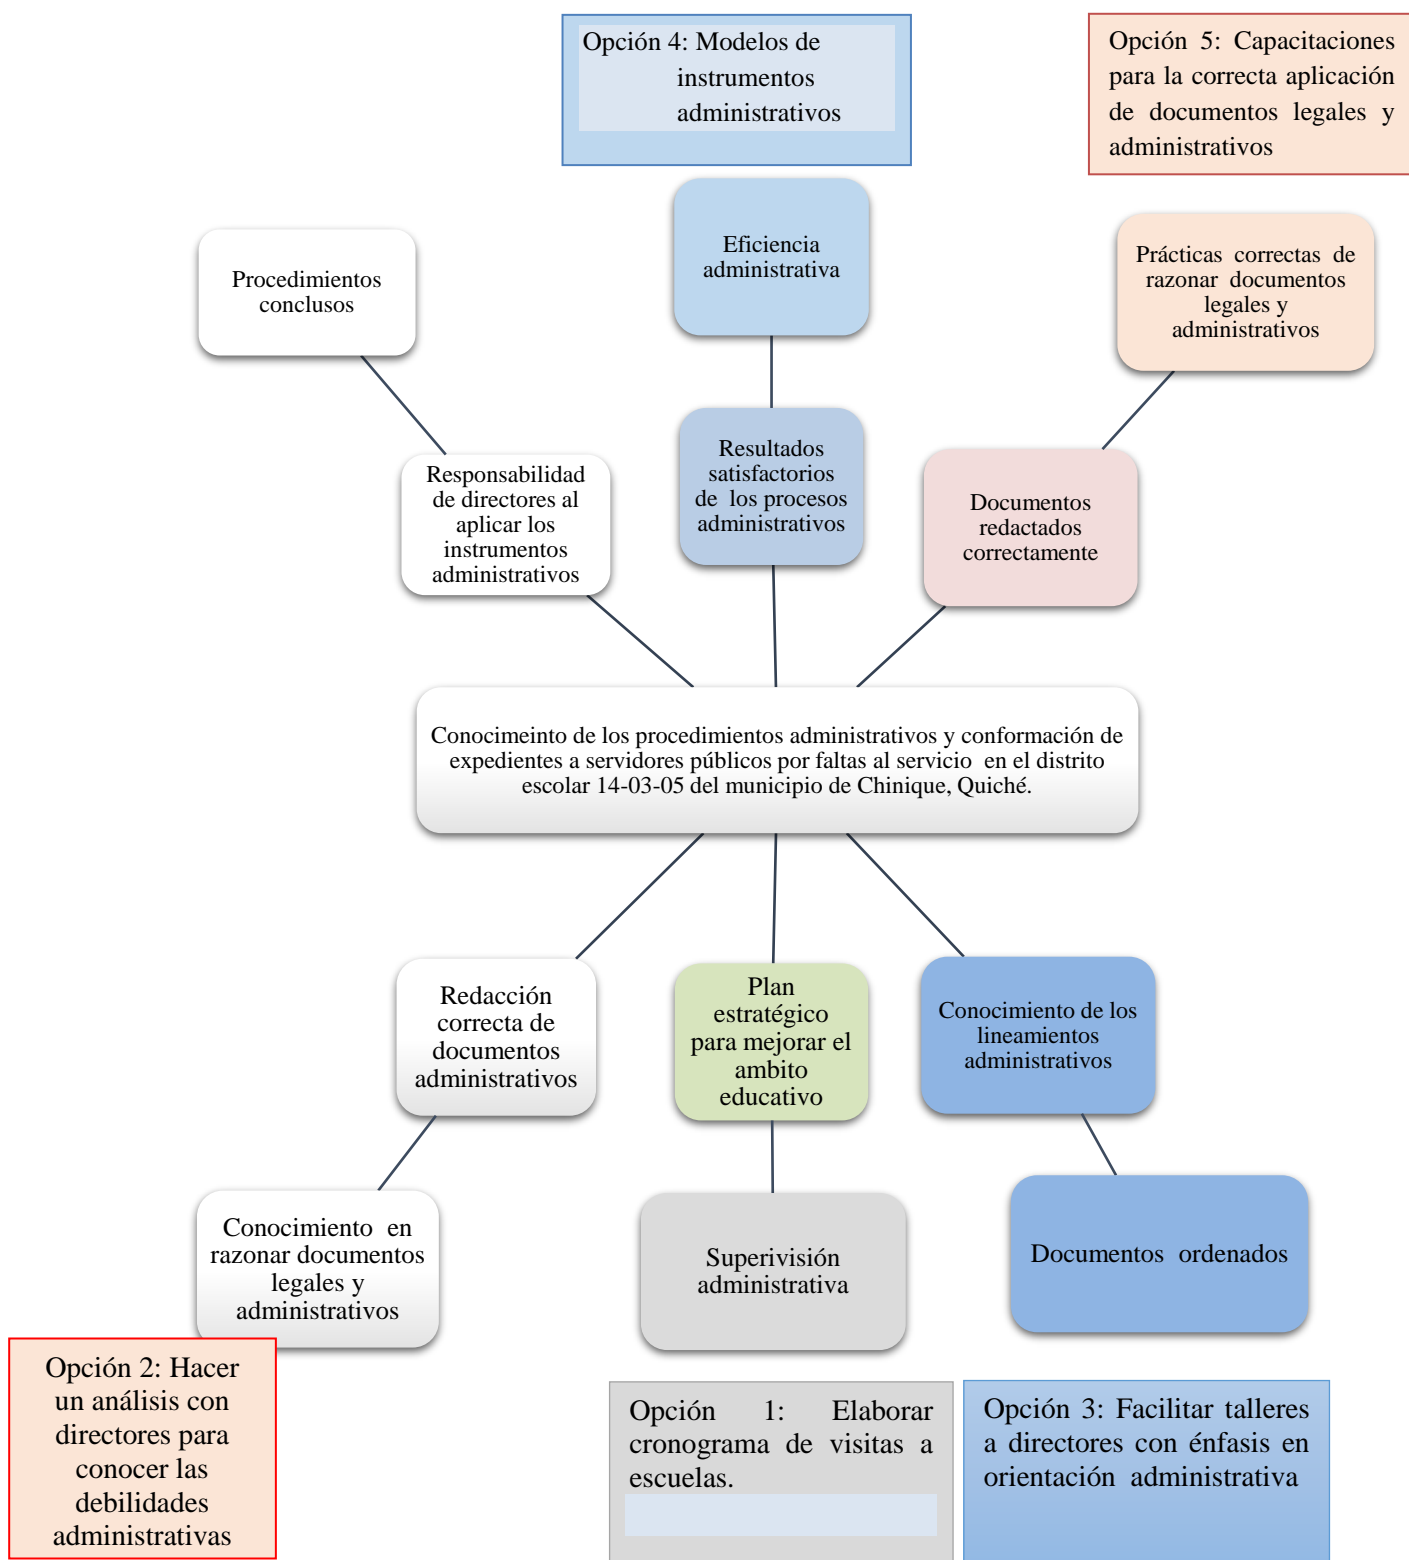 Opción 4: Modelos de
instrumentos
administrativos
Opción 5: Capacitaciones
para la correcta aplicación
de documentos legales y
administrativos
Procedimientos
conclusos
Eficiencia
administrativa
Prácticas correctas de
razonar documentos
legales y
administrativos
Responsabilidad
de directores al
aplicar los
instrumentos
administrativos
Resultados
satisfactorios
de los procesos
administrativos
Documentos
redactados
correctamente
Conocimeinto de los procedimientos administrativos y conformación de
expedientes a servidores públicos por faltas al servicio en el distrito
escolar 14-03-05 del municipio de Chinique, Quiché.
Redacción
correcta de
documentos
administrativos
Plan
estratégico
para mejorar el
ambito
educativo
Conocimiento de los
lineamientos
administrativos
Conocimiento en
razonar documentos
legales y
administrativos
Superivisión
administrativa
Documentos ordenados
Opción 2: Hacer
un análisis con
directores para
conocer las
debilidades
administrativas
Opción 1: Elaborar
cronograma de visitas a
escuelas.
Opción 3: Facilitar talleres
a directores con énfasis en
orientación administrativa